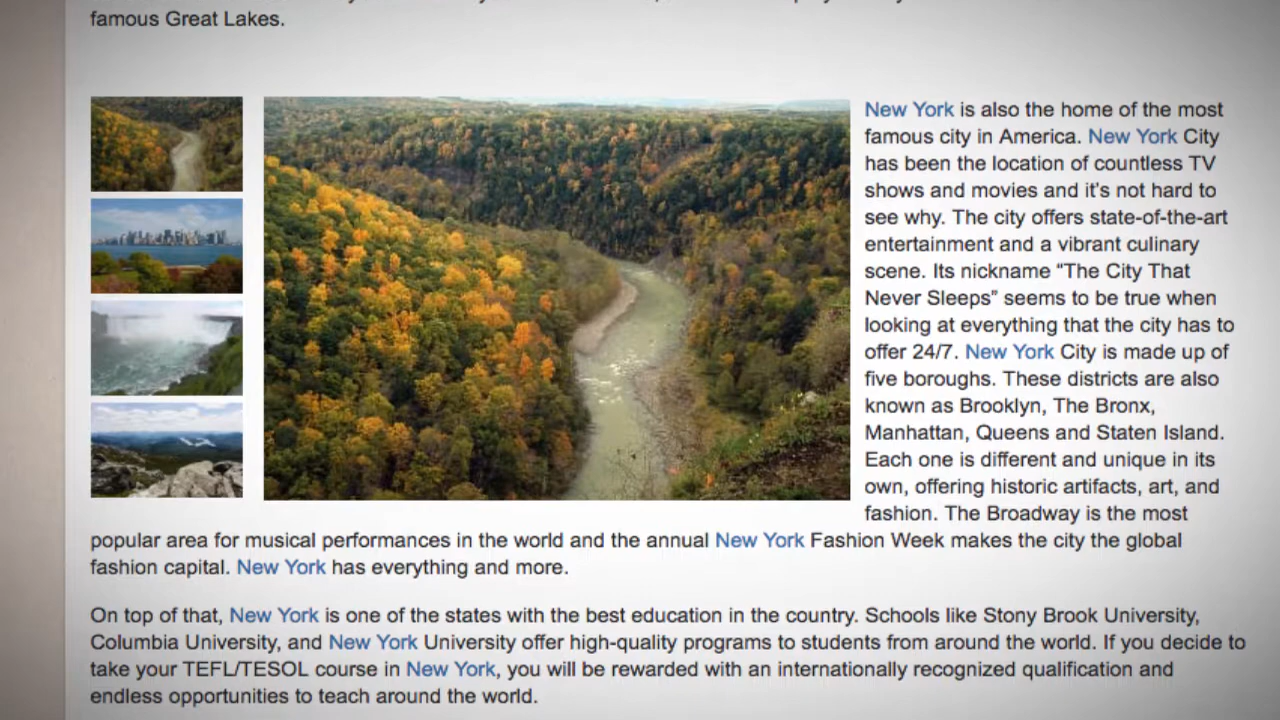 famous Great Lakes.
New York is also the home of the most
famous city in America. New York City
has been the location of countless TV
shows and movies and it's not hard to
see why. The city offers state-of-the-art
entertainment and a vibrant culinary
scene. Its nickname “The City That
Never Sleeps” seems to be true when
looking at everything that the city has to
offer 24/7. New York City is made up of
five boroughs. These districts are also
known as Brooklyn, The Bronx,
Manhattan, Queens and Staten Island.
Each one is different and unique in its
own, offering historic artifacts, art, and
fashion. The Broadway is the most
popular area for musical performances in the world and the annual New York Fashion Week makes the city the global
fashion capital. New York has everything and more.
On top of that, New York is one of the states with the best education in the country. Schools like Stony Brook University,
Columbia University, and New York University offer high-quality programs to students from around the world. If you decide to
take your TEFL/TESOL course in New York, you will be rewarded with an internationally recognized qualification and
endless opportunities to teach around the world.